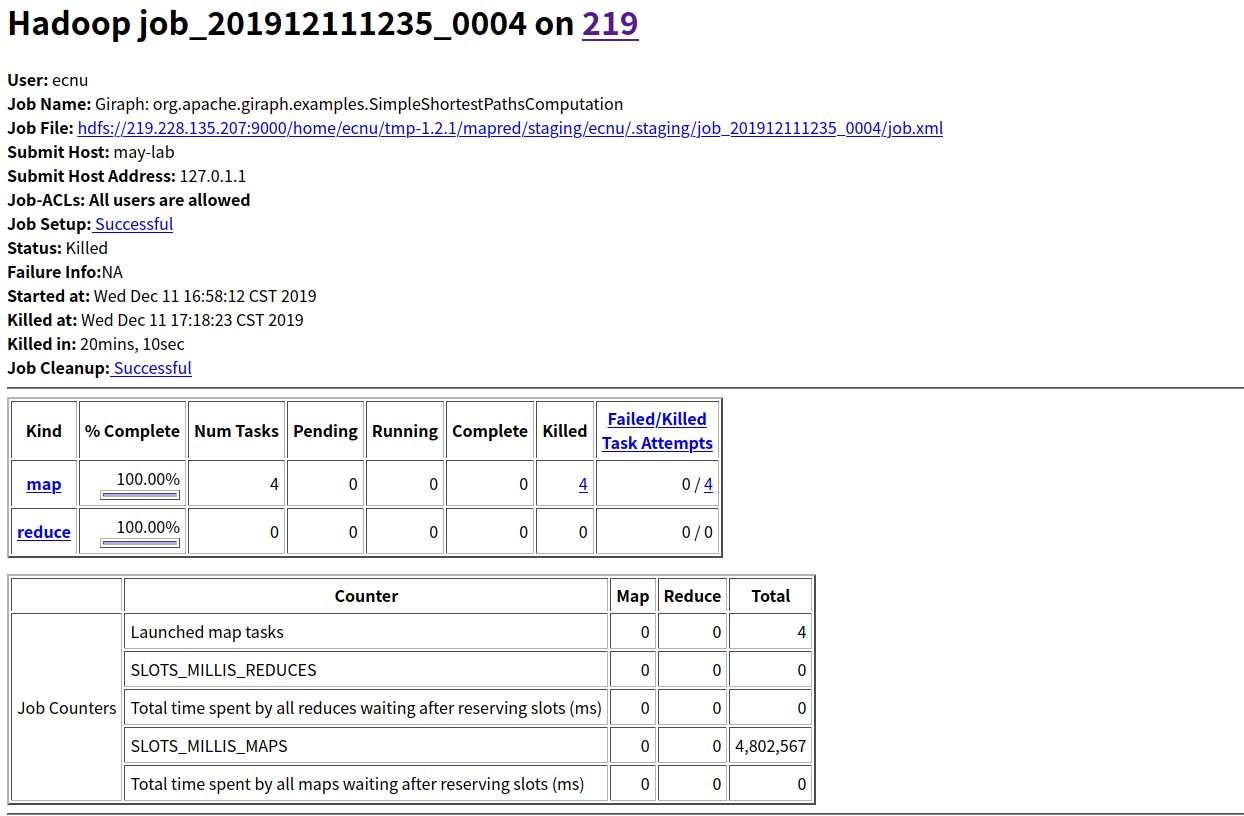 Hadoop job_201912111235_0004 on 219
User: ecnu
Job Name: Giraph: org.apache.giraph.examples.SimpleShortestPathsComputation
Job File: hdfs://219.228.135.207:9000/home/ecnu/tmp-1.2.1/mapred/staging/ecnu/.staging/job_201912111235_0004/job.xml
Submit Host: may-lab
Submit Host Address: 127.0.1.1
Job-ACLs: All users are allowed
Job Setup: Successful
Status: Killed
Failure Info:NA
Started at: Wed Dec 11 16:58:12 CST 2019
Killed at: Wed Dec 11 17:18:23 CST 2019
Killed in: 20mins, 10sec
Job Cleanup: Successful
Kind % Complete Num Tasks Pending Running Complete Killed Failed/Killed
Task Attempts
map 100.00% 4 0 0 0 4 0 / 4
reduce 100.00% 0 0 0 0 0 0 / 0
Counter Map Reduce Total
Job Counters Launched map tasks 0 0 4
SLOTS_MILLIS_REDUCES 0 0 0
Total time spent by all reduces waiting after reserving slots (ms) 0 0 0
SLOTS_MILLIS_MAPS 0 0 4,802,567
Total time spent by all maps waiting after reserving slots (ms) 0 0 0